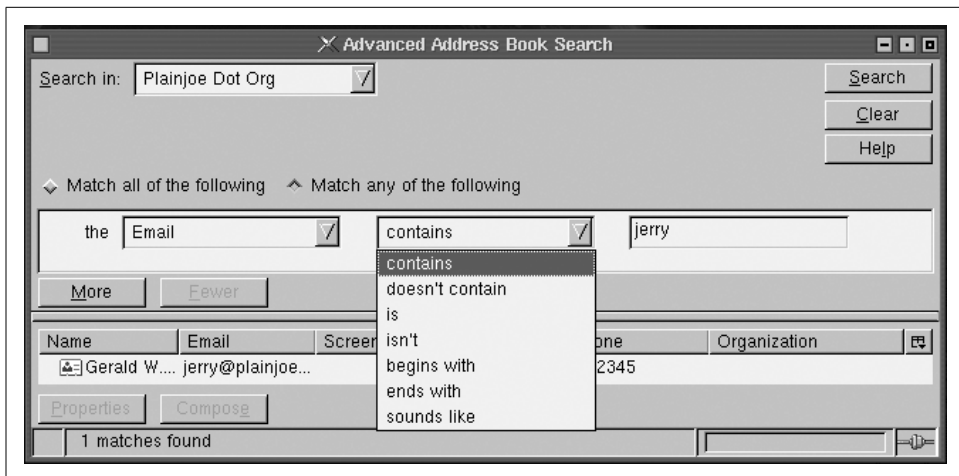 Advanced Address Book Search
Search in: Plainjoe Dot Org
Search
Clear
Help
Match all of the following Match any of the following
the Email contains jerry
contains
doesn't contain
is
isn't
begins with
ends with
sounds like
More Fewer
Name Email Screen one Organization
Gerald W.... jerry@plainjoe... 2345
Properties Compose
1 matches found